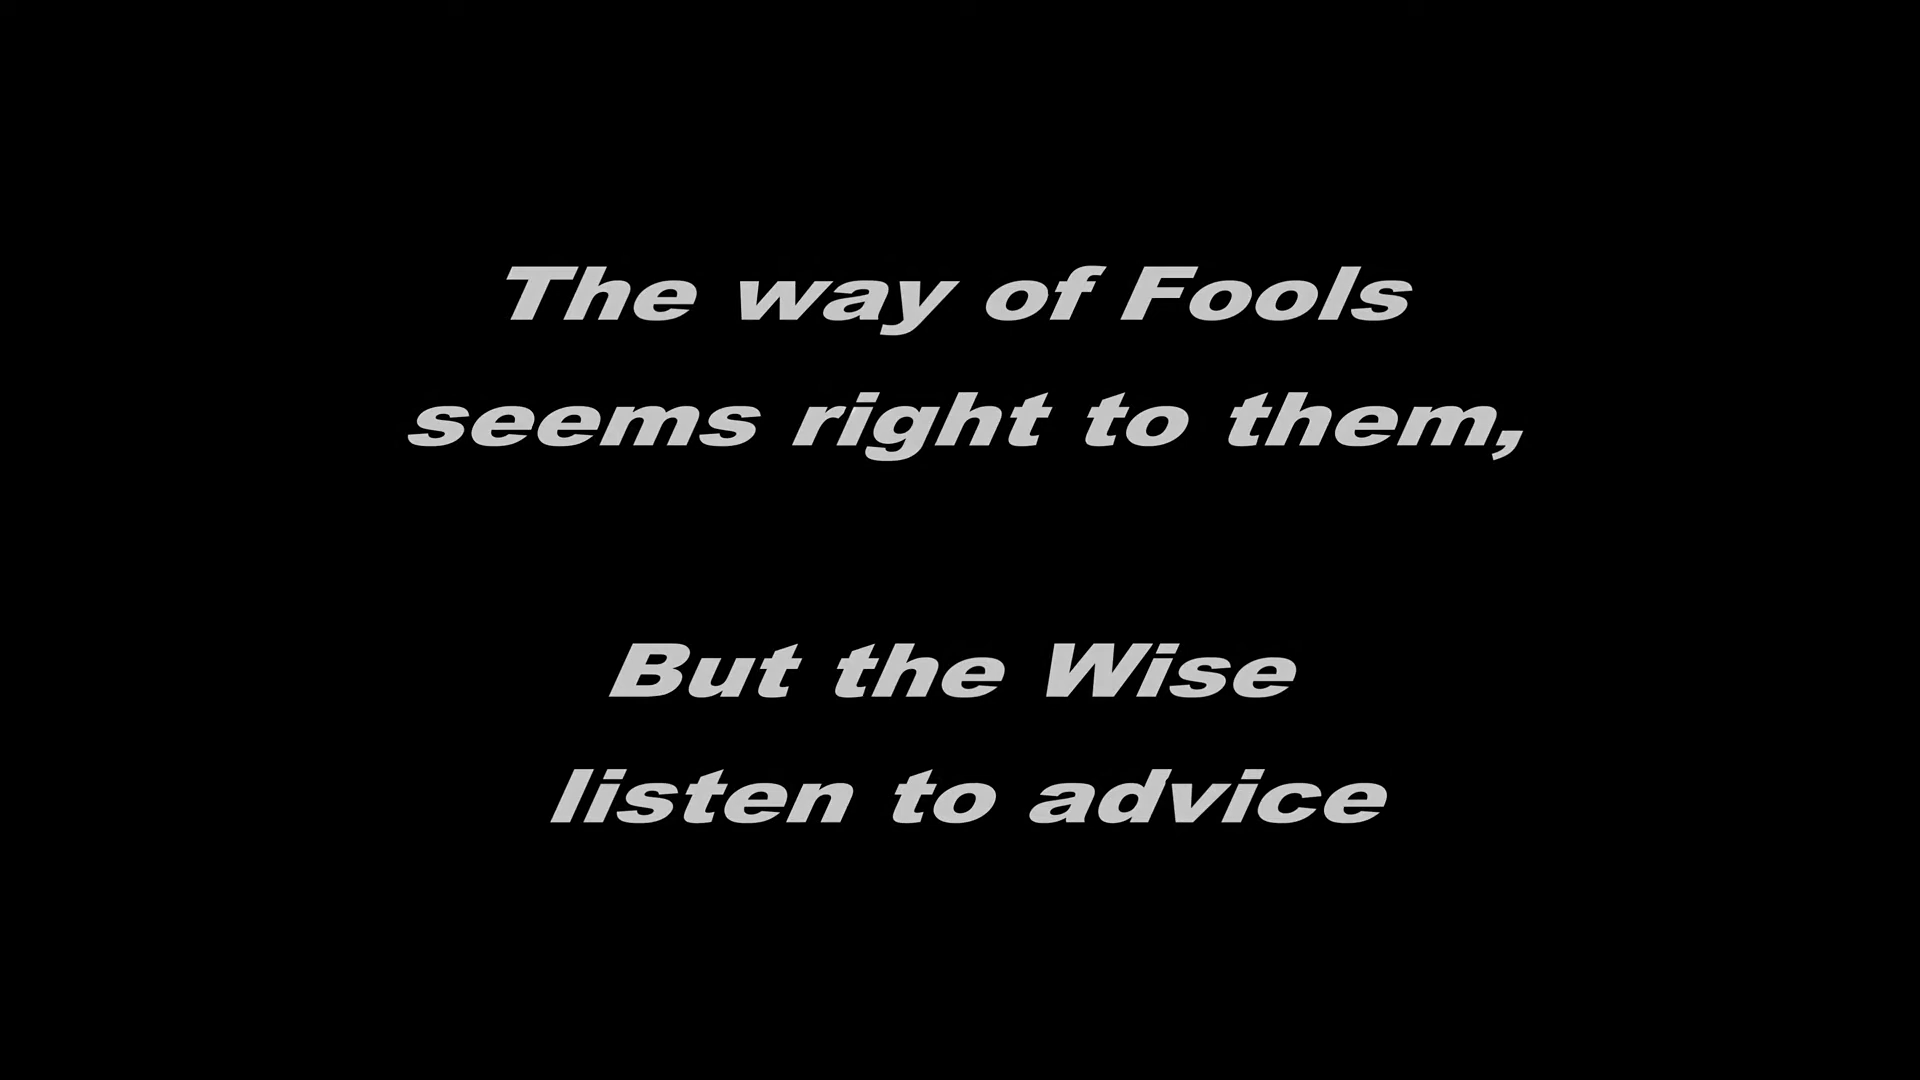 The way of Fools
seems right to them,
But the Wise
listen to advice